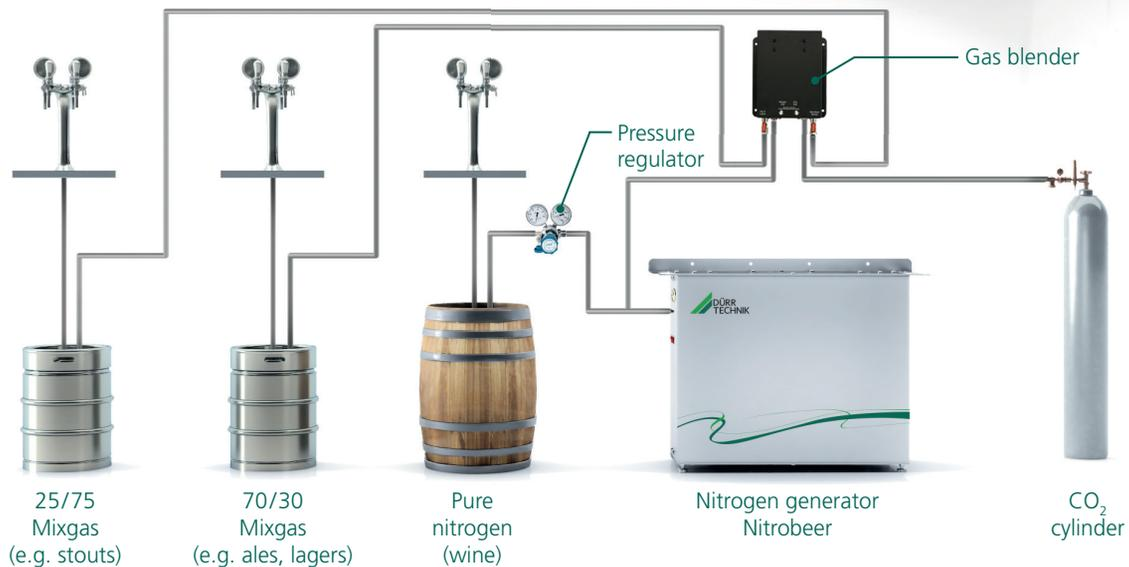 Gas blender
Pressure
regulator
DÜRR
TECHNIK
25/75
Mixgas
(e.g. stouts)
70/30
Mixgas
(e.g. ales, lagers)
Pure
nitrogen
(wine)
Nitrogen generator
Nitrobeer
CO₂
cylinder